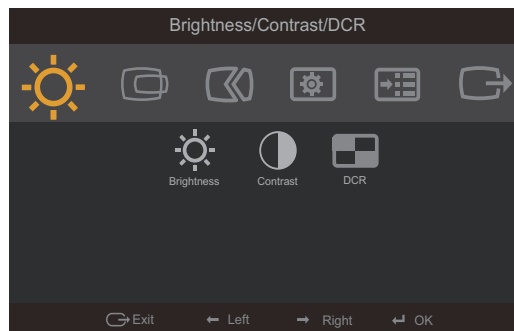 Brightness/Contrast/DCR
Brightness Contrast DCR
Exit Left Right OK